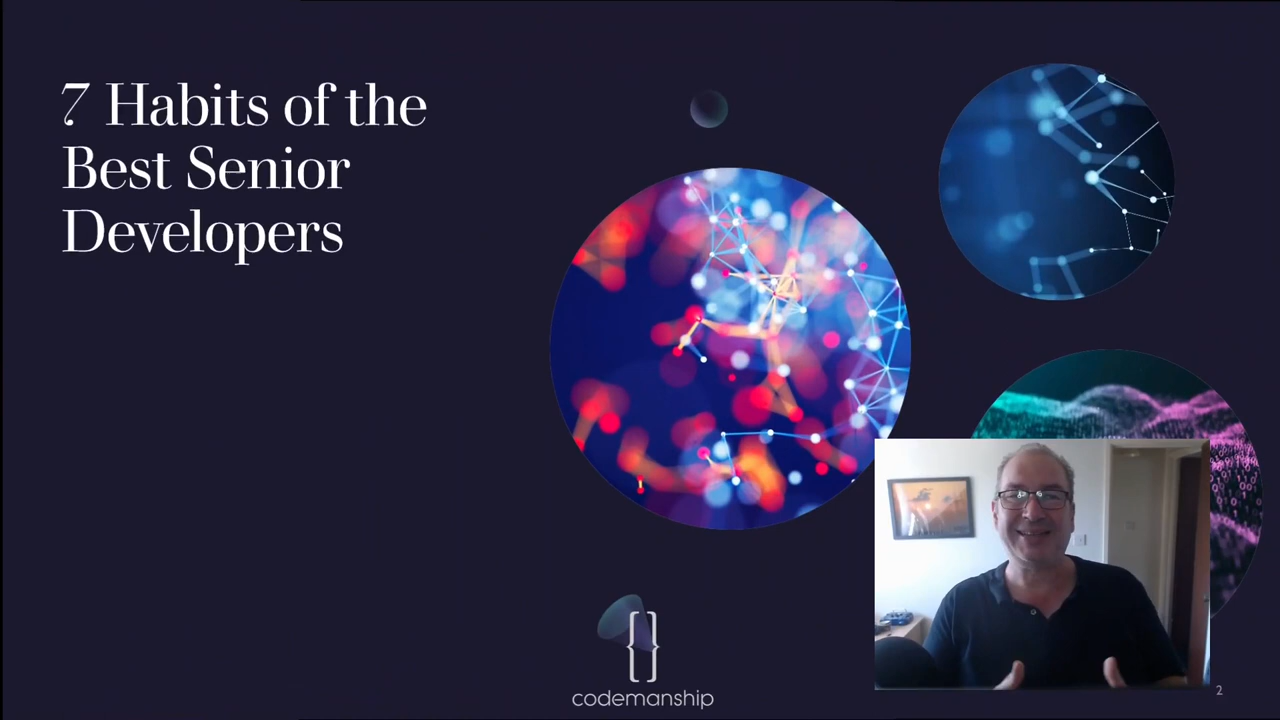 7 Habits of the
Best Senior
Developers
{ }
codemanship
2